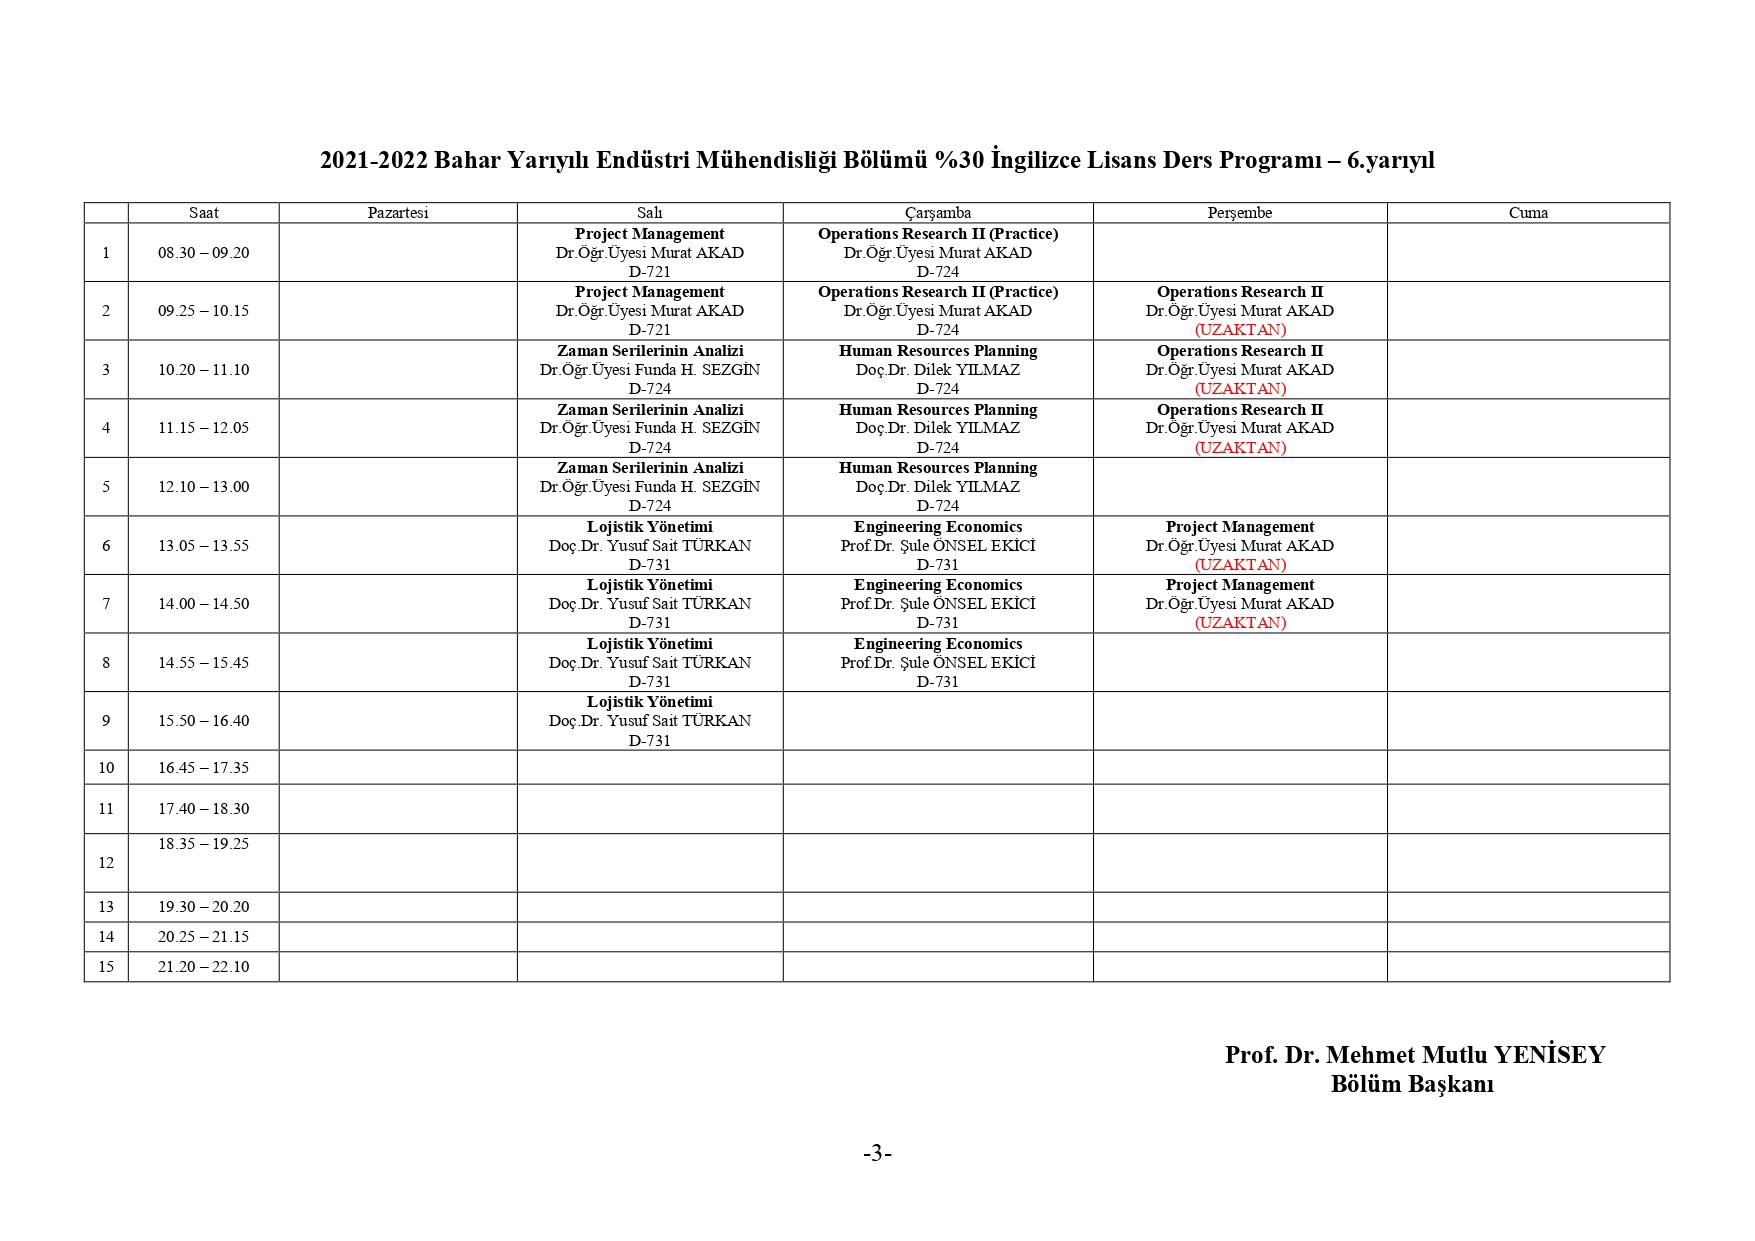 2021-2022 Bahar Yarıyılı Endüstri Mühendisliği Bölümü %30 İngilizce Lisans Ders Programı – 6.yarıyıl
Saat Pazartesi Salı Çarşamba Perşembe Cuma
1 08.30 – 09.20
Project Management
Dr.Öğr.Üyesi Murat AKAD
D-721
Operations Research II (Practice)
Dr.Öğr.Üyesi Murat AKAD
D-724
2 09.25 – 10.15
Project Management
Dr.Öğr.Üyesi Murat AKAD
D-721
Operations Research II (Practice)
Dr.Öğr.Üyesi Murat AKAD
D-724
Operations Research II
Dr.Öğr.Üyesi Murat AKAD
(UZAKTAN)
3 10.20 – 11.10
Zaman Serilerinin Analizi
Dr.Öğr.Üyesi Funda H. SEZGİN
D-724
Human Resources Planning
Doç.Dr. Dilek YILMAZ
D-724
Operations Research II
Dr.Öğr.Üyesi Murat AKAD
(UZAKTAN)
4 11.15 – 12.05
Zaman Serilerinin Analizi
Dr.Öğr.Üyesi Funda H. SEZGİN
D-724
Human Resources Planning
Doç.Dr. Dilek YILMAZ
D-724
Operations Research II
Dr.Öğr.Üyesi Murat AKAD
(UZAKTAN)
5 12.10 – 13.00
Zaman Serilerinin Analizi
Dr.Öğr.Üyesi Funda H. SEZGİN
D-724
Human Resources Planning
Doç.Dr. Dilek YILMAZ
D-724
6 13.05 – 13.55
Lojistik Yönetimi
Doç.Dr. Yusuf Sait TÜRKAN
D-731
Engineering Economics
Prof.Dr. Şule ÖNSEL EKİCİ
D-731
Project Management
Dr.Öğr.Üyesi Murat AKAD
(UZAKTAN)
7 14.00 – 14.50
Lojistik Yönetimi
Doç.Dr. Yusuf Sait TÜRKAN
D-731
Engineering Economics
Prof.Dr. Şule ÖNSEL EKİCİ
D-731
Project Management
Dr.Öğr.Üyesi Murat AKAD
(UZAKTAN)
8 14.55 – 15.45
Lojistik Yönetimi
Doç.Dr. Yusuf Sait TÜRKAN
D-731
Engineering Economics
Prof.Dr. Şule ÖNSEL EKİCİ
D-731
9 15.50 – 16.40
Lojistik Yönetimi
Doç.Dr. Yusuf Sait TÜRKAN
D-731
10 16.45 – 17.35
11 17.40 – 18.30
12 18.35 – 19.25
13 19.30 – 20.20
14 20.25 – 21.15
15 21.20 – 22.10
Prof. Dr. Mehmet Mutlu YENİSEY
Bölüm Başkanı
-3-